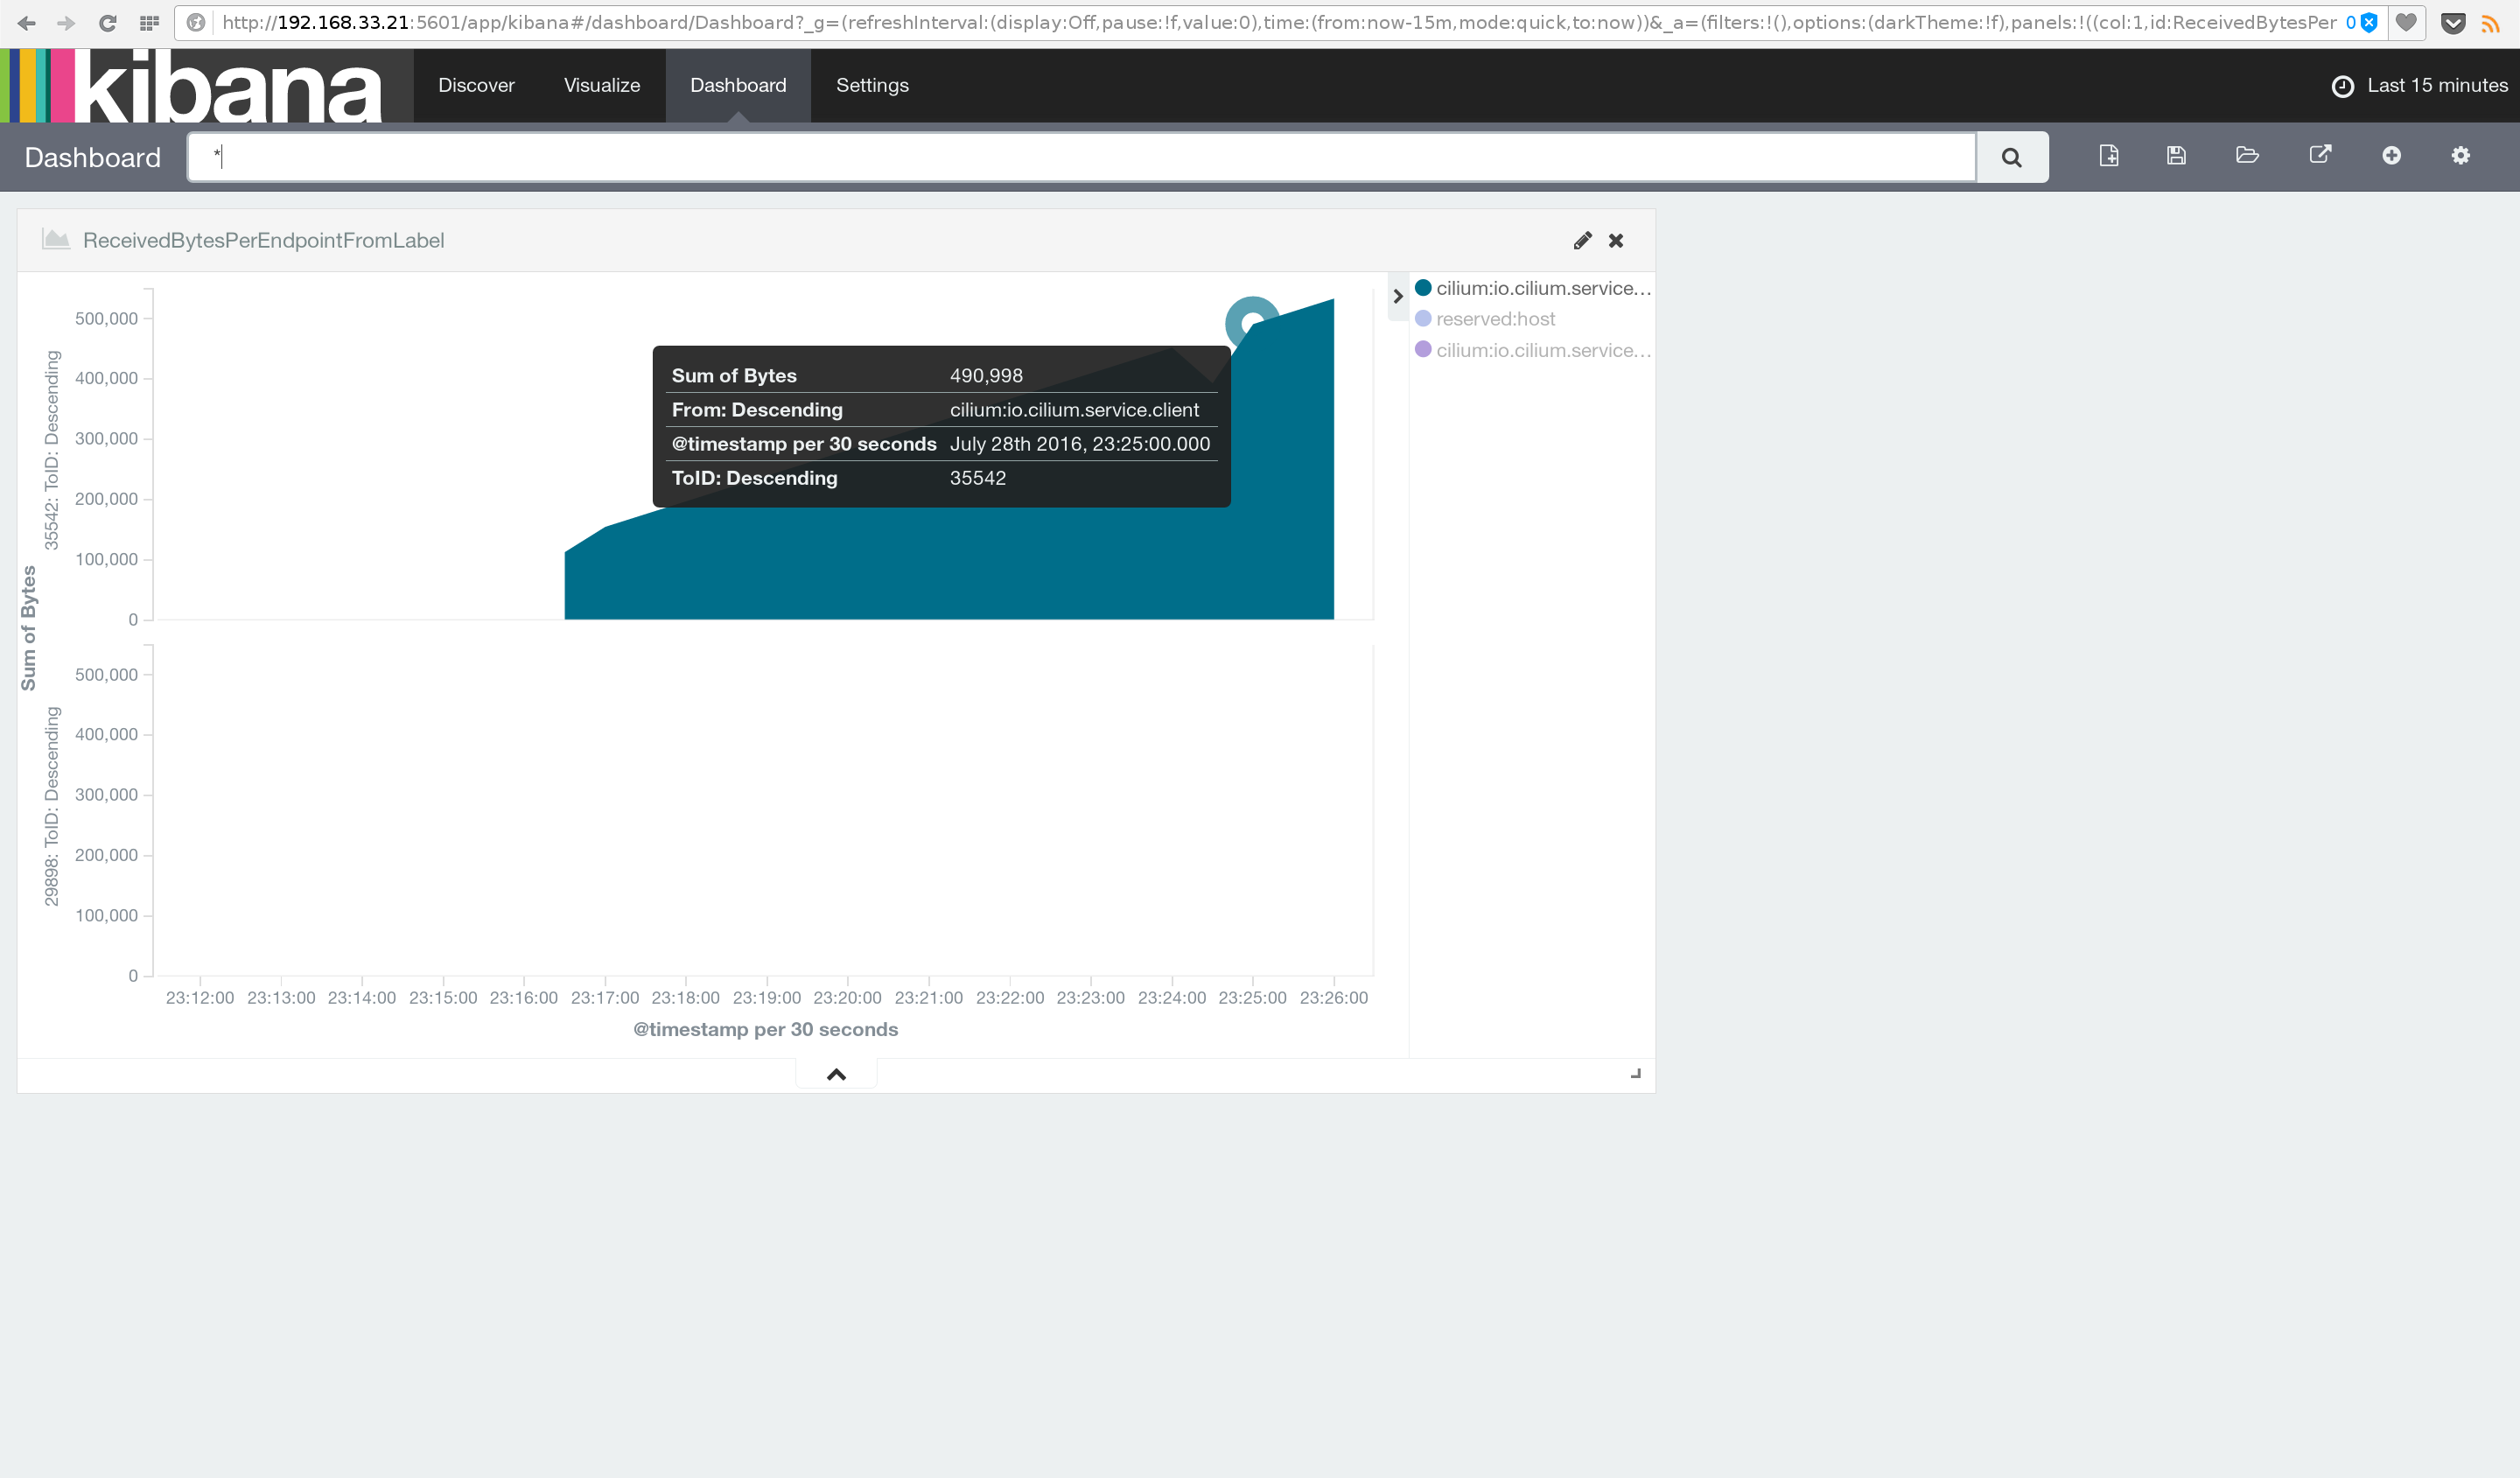 http://192.168.33.21:5601/app/kibana#/dashboard/Dashboard?_g=(refreshInterval:(display:Off,pause:!f,value:0),time:(from:now-15m,mode:quick,to:now))&_a=(filters:!(),options:(darkTheme:!f),panels:!((col:1,id:ReceivedBytesPer 0
kibana Discover Visualize Dashboard Settings Last 15 minutes
Dashboard *
ReceivedBytesPerEndpointFromLabel
Sum of Bytes
35542: ToID: Descending
500,000
400,000
300,000
200,000
100,000
0
Sum of Bytes 490,998
From: Descending cilium:io.cilium.service.client
@timestamp per 30 seconds July 28th 2016, 23:25:00.000
ToID: Descending 35542
cilium:io.cilium.service...
reserved:host
cilium:io.cilium.service...
29898: ToID: Descending
500,000
400,000
300,000
200,000
100,000
0
23:12:00 23:13:00 23:14:00 23:15:00 23:16:00 23:17:00 23:18:00 23:19:00 23:20:00 23:21:00 23:22:00 23:23:00 23:24:00 23:25:00 23:26:00
@timestamp per 30 seconds